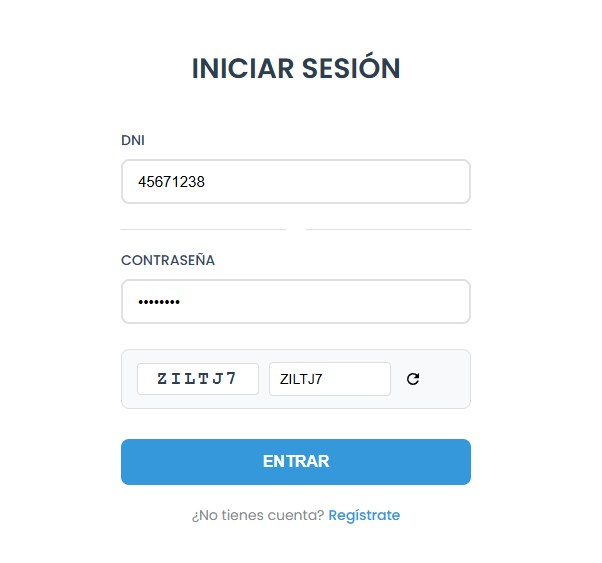 INICIAR SESIÓN
DNI
45671238
CONTRASEÑA
••••••••
ZILTJ7 ZILTJ7
ENTRAR
¿No tienes cuenta? Regístrate